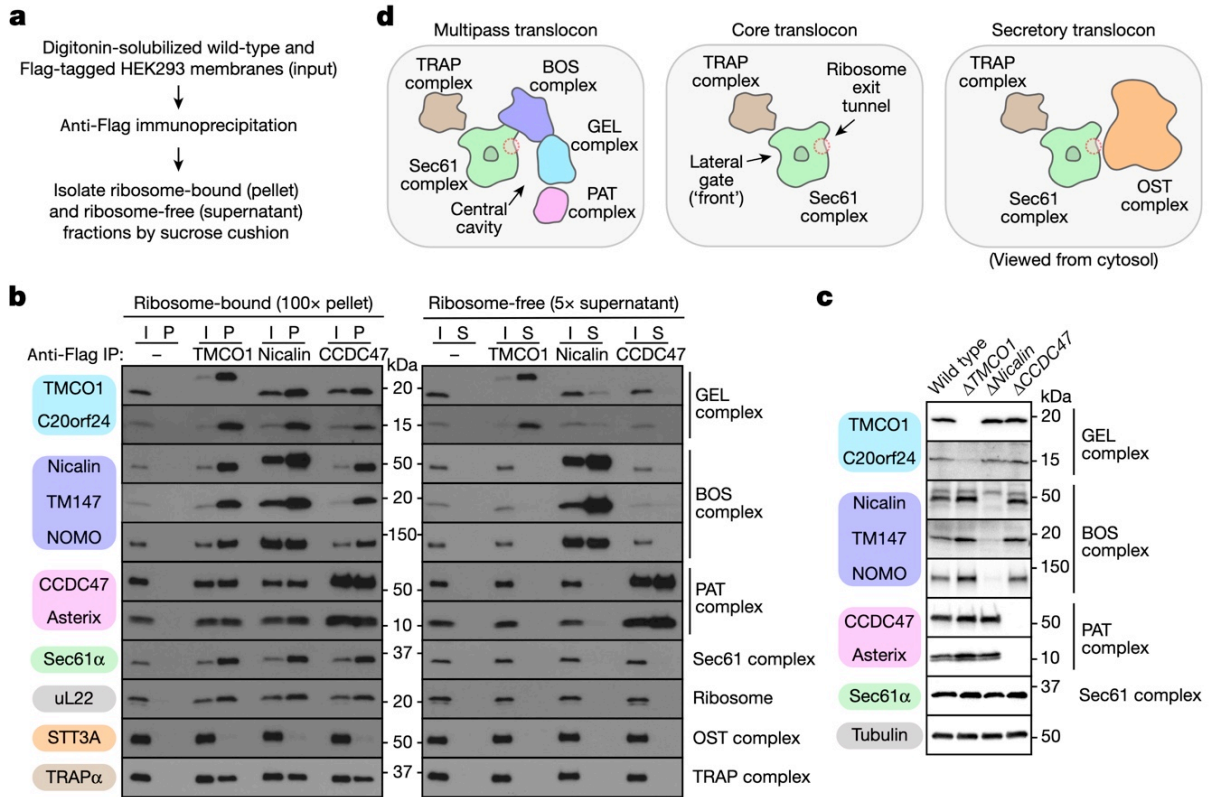 a
Digitonin-solubilized wild-type and
Flag-tagged HEK293 membranes (input)
Anti-Flag immunoprecipitation
Isolate ribosome-bound (pellet)
and ribosome-free (supernatant)
fractions by sucrose cushion
d
Multipass translocon
TRAP
complex
BOS
complex
GEL
complex
Sec61
complex
PAT
complex
Central
cavity
Core translocon
TRAP
complex
Ribosome
exit
tunnel
Lateral
gate
(‘front’)
Sec61
complex
Secretory translocon
TRAP
complex
Sec61
complex
OST
complex
(Viewed from cytosol)
b
Ribosome-bound (100× pellet)
Ribosome-free (5× supernatant)
I P I P I P I P
I S I S I S I S
Anti-Flag IP: – TMCO1 Nicalin CCDC47
– TMCO1 Nicalin CCDC47
kDa
TMCO1
20
C20orf24
15
GEL
complex
Nicalin
50
TM147
20
NOMO
150
BOS
complex
CCDC47
50
Asterix
10
PAT
complex
Sec61α
37
Sec61 complex
uL22
20
Ribosome
STT3A
50
OST complex
TRAPα
37
TRAP complex
c
Wild type
ΔTMCO1
ΔNicalin
ΔCCDC47
kDa
TMCO1
20
C20orf24
15
GEL
complex
Nicalin
50
TM147
20
NOMO
150
BOS
complex
CCDC47
50
Asterix
10
PAT
complex
Sec61α
37
Sec61 complex
Tubulin
50